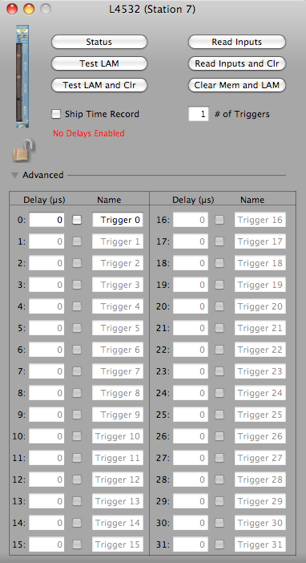 L4532 (Station 7)
Status Read Inputs
Test LAM Read Inputs and Clr
Test LAM and Clr Clear Mem and LAM
Ship Time Record 1 # of Triggers
No Delays Enabled
Advanced
Delay (µs) Name Delay (µs) Name
0: 0 Trigger 0 16: 0 Trigger 16
1: 0 Trigger 1 17: 0 Trigger 17
2: 0 Trigger 2 18: 0 Trigger 18
3: 0 Trigger 3 19: 0 Trigger 19
4: 0 Trigger 4 20: 0 Trigger 20
5: 0 Trigger 5 21: 0 Trigger 21
6: 0 Trigger 6 22: 0 Trigger 22
7: 0 Trigger 7 23: 0 Trigger 23
8: 0 Trigger 8 24: 0 Trigger 24
9: 0 Trigger 9 25: 0 Trigger 25
10: 0 Trigger 10 26: 0 Trigger 26
11: 0 Trigger 11 27: 0 Trigger 27
12: 0 Trigger 12 28: 0 Trigger 28
13: 0 Trigger 13 29: 0 Trigger 29
14: 0 Trigger 14 30: 0 Trigger 30
15: 0 Trigger 15 31: 0 Trigger 31